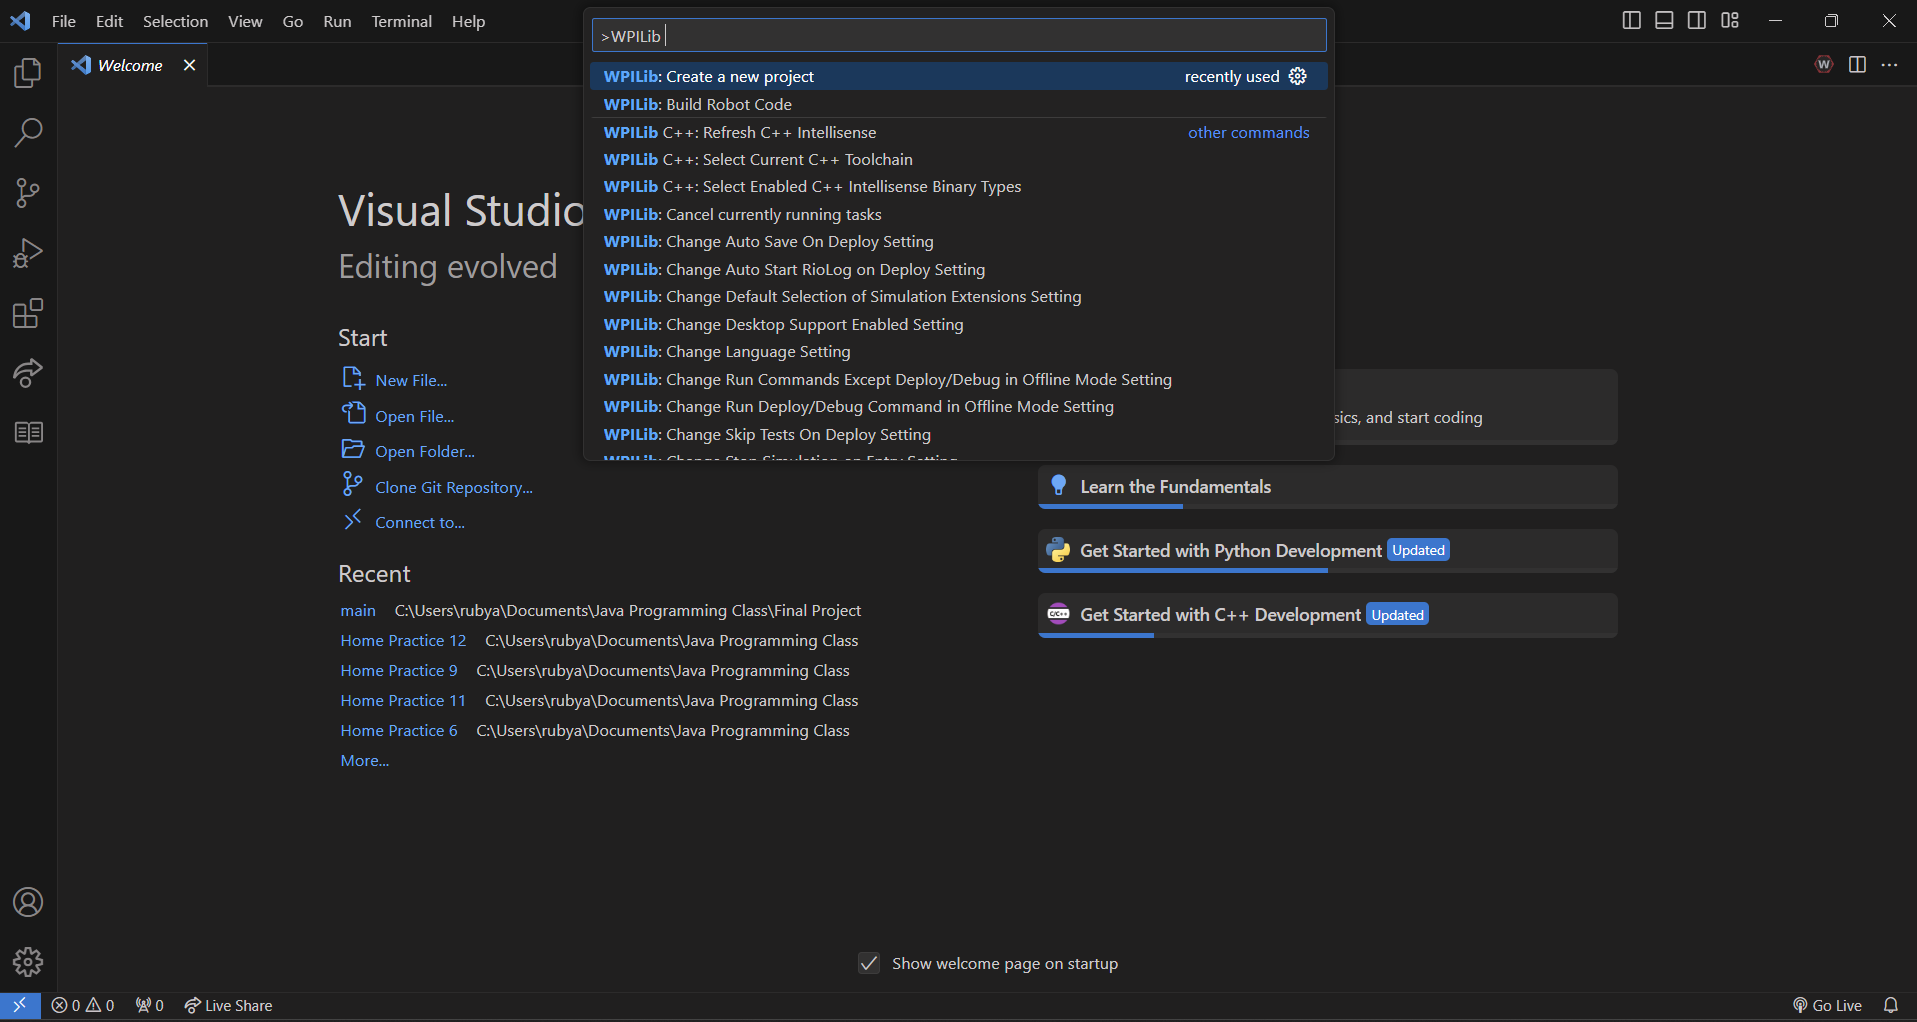 File Edit Selection View Go Run Terminal Help
>WPILib
Welcome
W
WPILib: Create a new project recently used
WPILib: Build Robot Code
WPILib C++: Refresh C++ Intellisense other commands
WPILib C++: Select Current C++ Toolchain
WPILib C++: Select Enabled C++ Intellisense Binary Types
WPILib: Cancel currently running tasks
WPILib: Change Auto Save On Deploy Setting
WPILib: Change Auto Start RioLog on Deploy Setting
WPILib: Change Default Selection of Simulation Extensions Setting
WPILib: Change Desktop Support Enabled Setting
WPILib: Change Language Setting
WPILib: Change Run Commands Except Deploy/Debug in Offline Mode Setting
WPILib: Change Run Deploy/Debug Command in Offline Mode Setting
WPILib: Change Skip Tests On Deploy Setting
WPILib: Change Stop Simulation on Entry Setting
Visual Studio
Editing evolved
Start
New File...
Open File...
Open Folder...
Clone Git Repository...
Connect to...
Recent
main C:\Users\rubya\Documents\Java Programming Class\Final Project
Home Practice 12 C:\Users\rubya\Documents\Java Programming Class
Home Practice 9 C:\Users\rubya\Documents\Java Programming Class
Home Practice 11 C:\Users\rubya\Documents\Java Programming Class
Home Practice 6 C:\Users\rubya\Documents\Java Programming Class
More...
sics, and start coding
Learn the Fundamentals
Get Started with Python Development Updated
C/C++ Get Started with C++ Development Updated
Show welcome page on startup
0 0 0 Live Share Go Live